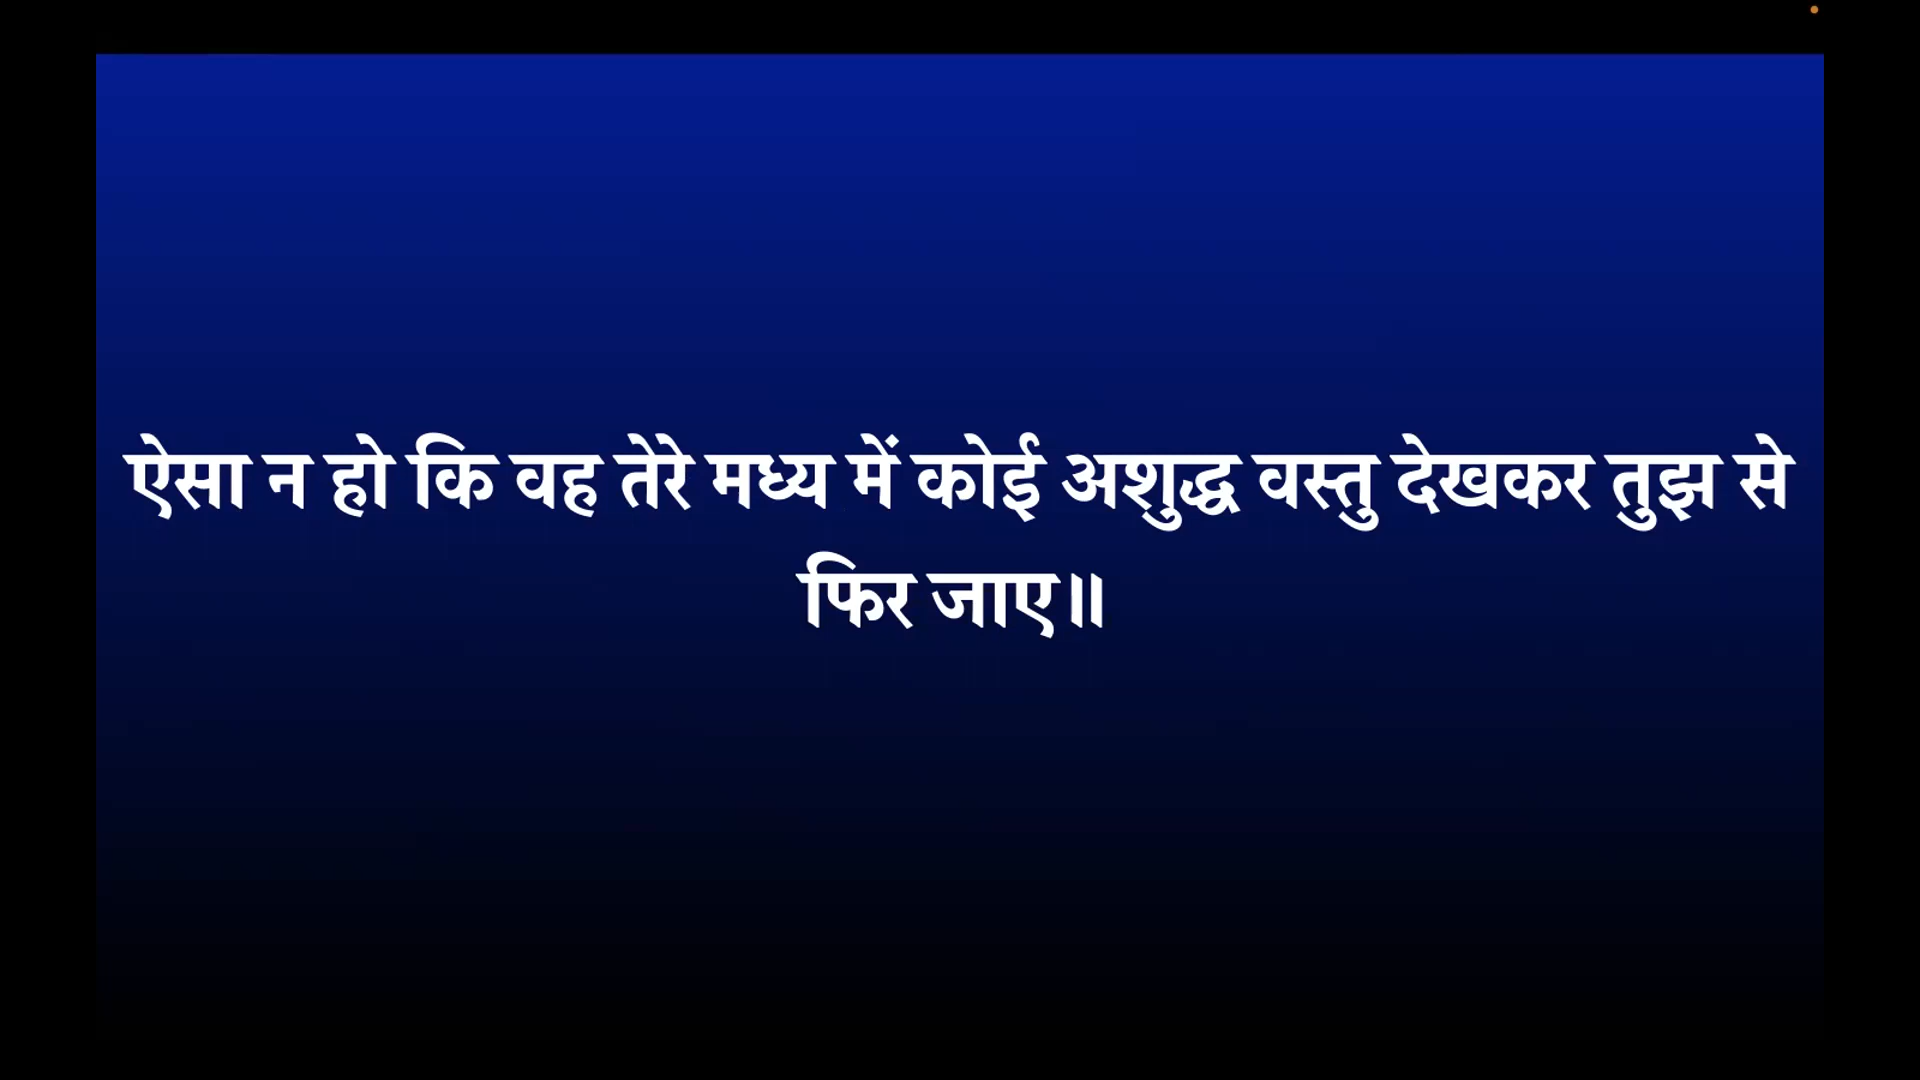 ऐसा न हो कि वह तेरे मध्य में कोई अशुद्ध वस्तु देखकर तुझ से
फिर जाए॥